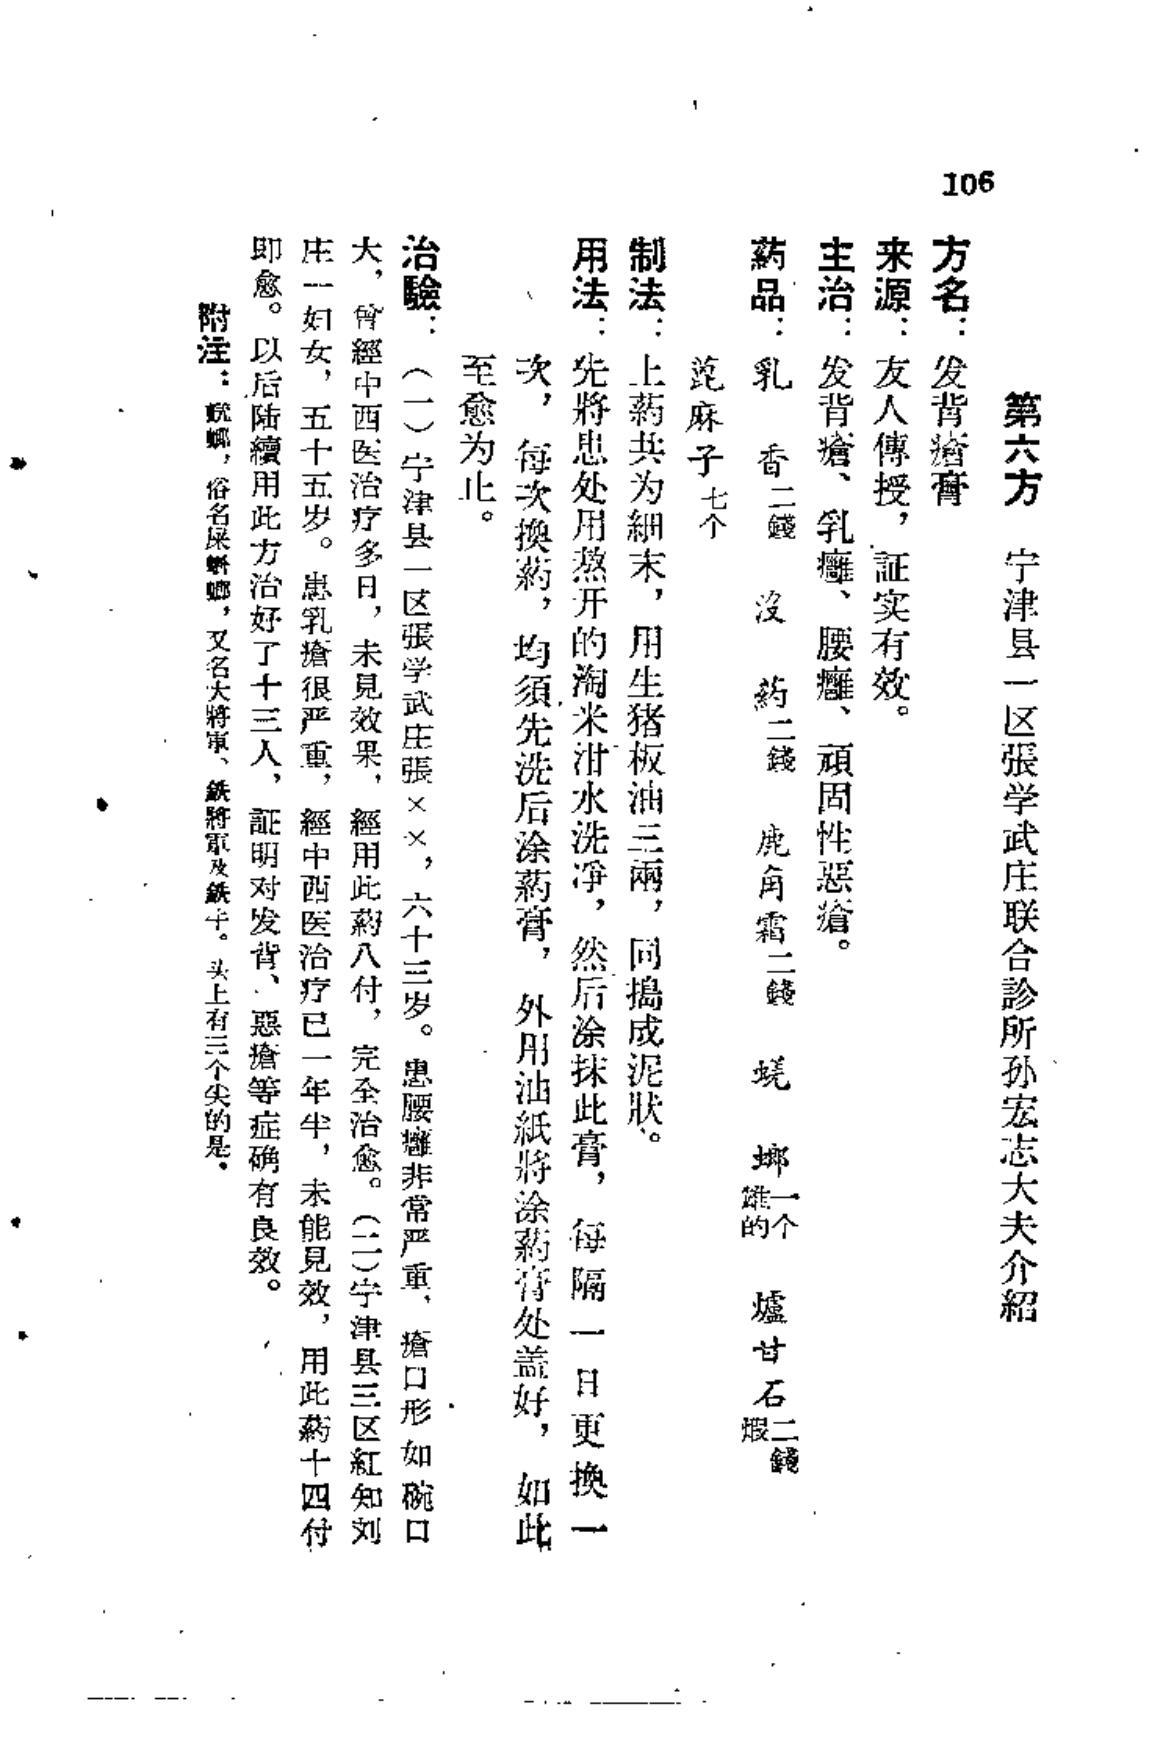 106
第六方　宁津县一区張学武庄联合診所孙宏志大夫介紹
方名：发背瘡膏
来源：友人傳授，証实有效。
主治：发背瘡、乳癰、腰癰、頑固性惡瘡。
葯品：乳　香二錢　没　葯二錢　鹿角霜二錢　蜣　螂一个雄的　爐甘石二錢煆
蓖麻子七个
制法：上葯共为細末，用生猪板油三兩，同搗成泥狀。
用法：先將患处用熬开的淘米泔水洗净，然后涂抹此膏，每隔一日更換一
次，每次換葯，均須先洗后涂葯膏，外用油紙將涂葯膏处盖好，如此
至愈为止。
治驗：（一）宁津县一区張学武庄張××，六十三岁。患腰癰非常严重，瘡口形如碗口
大，曾經中西医治疗多日，未見效果，經用此葯八付，完全治愈。（二）宁津县三区紅知刘
庄一妇女，五十五岁。患乳瘡很严重，經中西医治疗已一年半，未能見效，用此葯十四付
即愈。以后陆續用此方治好了十三人，証明对发背、惡瘡等症确有良效。
附注：蜣螂，俗名屎蚵螂，又名大將軍、鉄將軍及鉄牛。头上有三个尖的是。